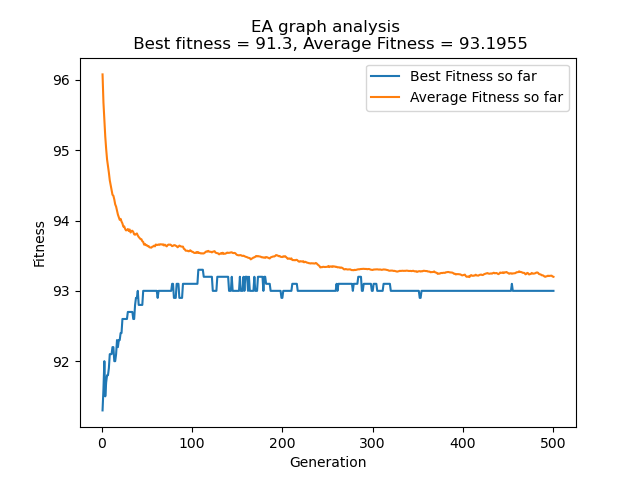 EA graph analysis
Best fitness = 91.3, Average Fitness = 93.1955
Best Fitness so far
Average Fitness so far
96
95
94
93
92
Fitness
0 100 200 300 400 500
Generation